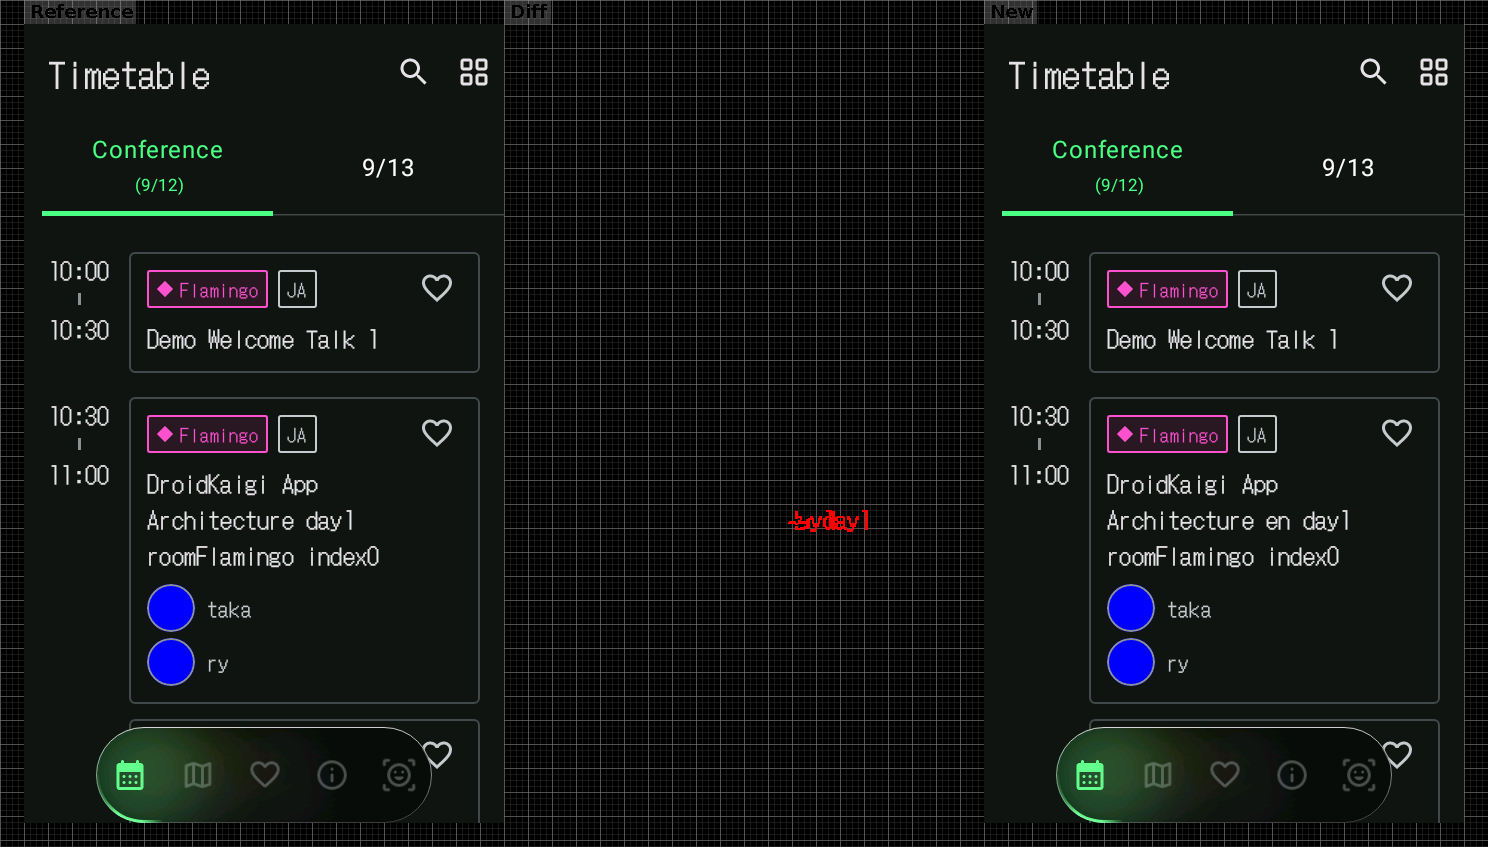 Reference
Diff
New
Timetable
Conference
(9/12)
9/13
10:00
10:30
Flamingo
JA
Demo Welcome Talk 1
10:30
11:00
Flamingo
JA
DroidKaigi App
Architecture day1
roomFlamingo index0
taka
ry
day1
Timetable
Conference
(9/12)
9/13
10:00
10:30
Flamingo
JA
Demo Welcome Talk 1
10:30
11:00
Flamingo
JA
DroidKaigi App
Architecture en day1
roomFlamingo index0
taka
ry